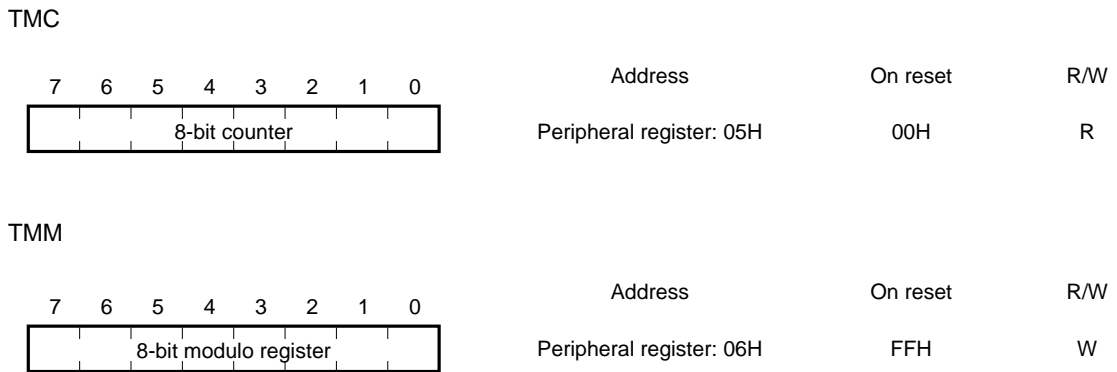 TMC
7 6 5 4 3 2 1 0 Address On reset R/W
8-bit counter Peripheral register: 05H 00H R
TMM
7 6 5 4 3 2 1 0 Address On reset R/W
8-bit modulo register Peripheral register: 06H FFH W